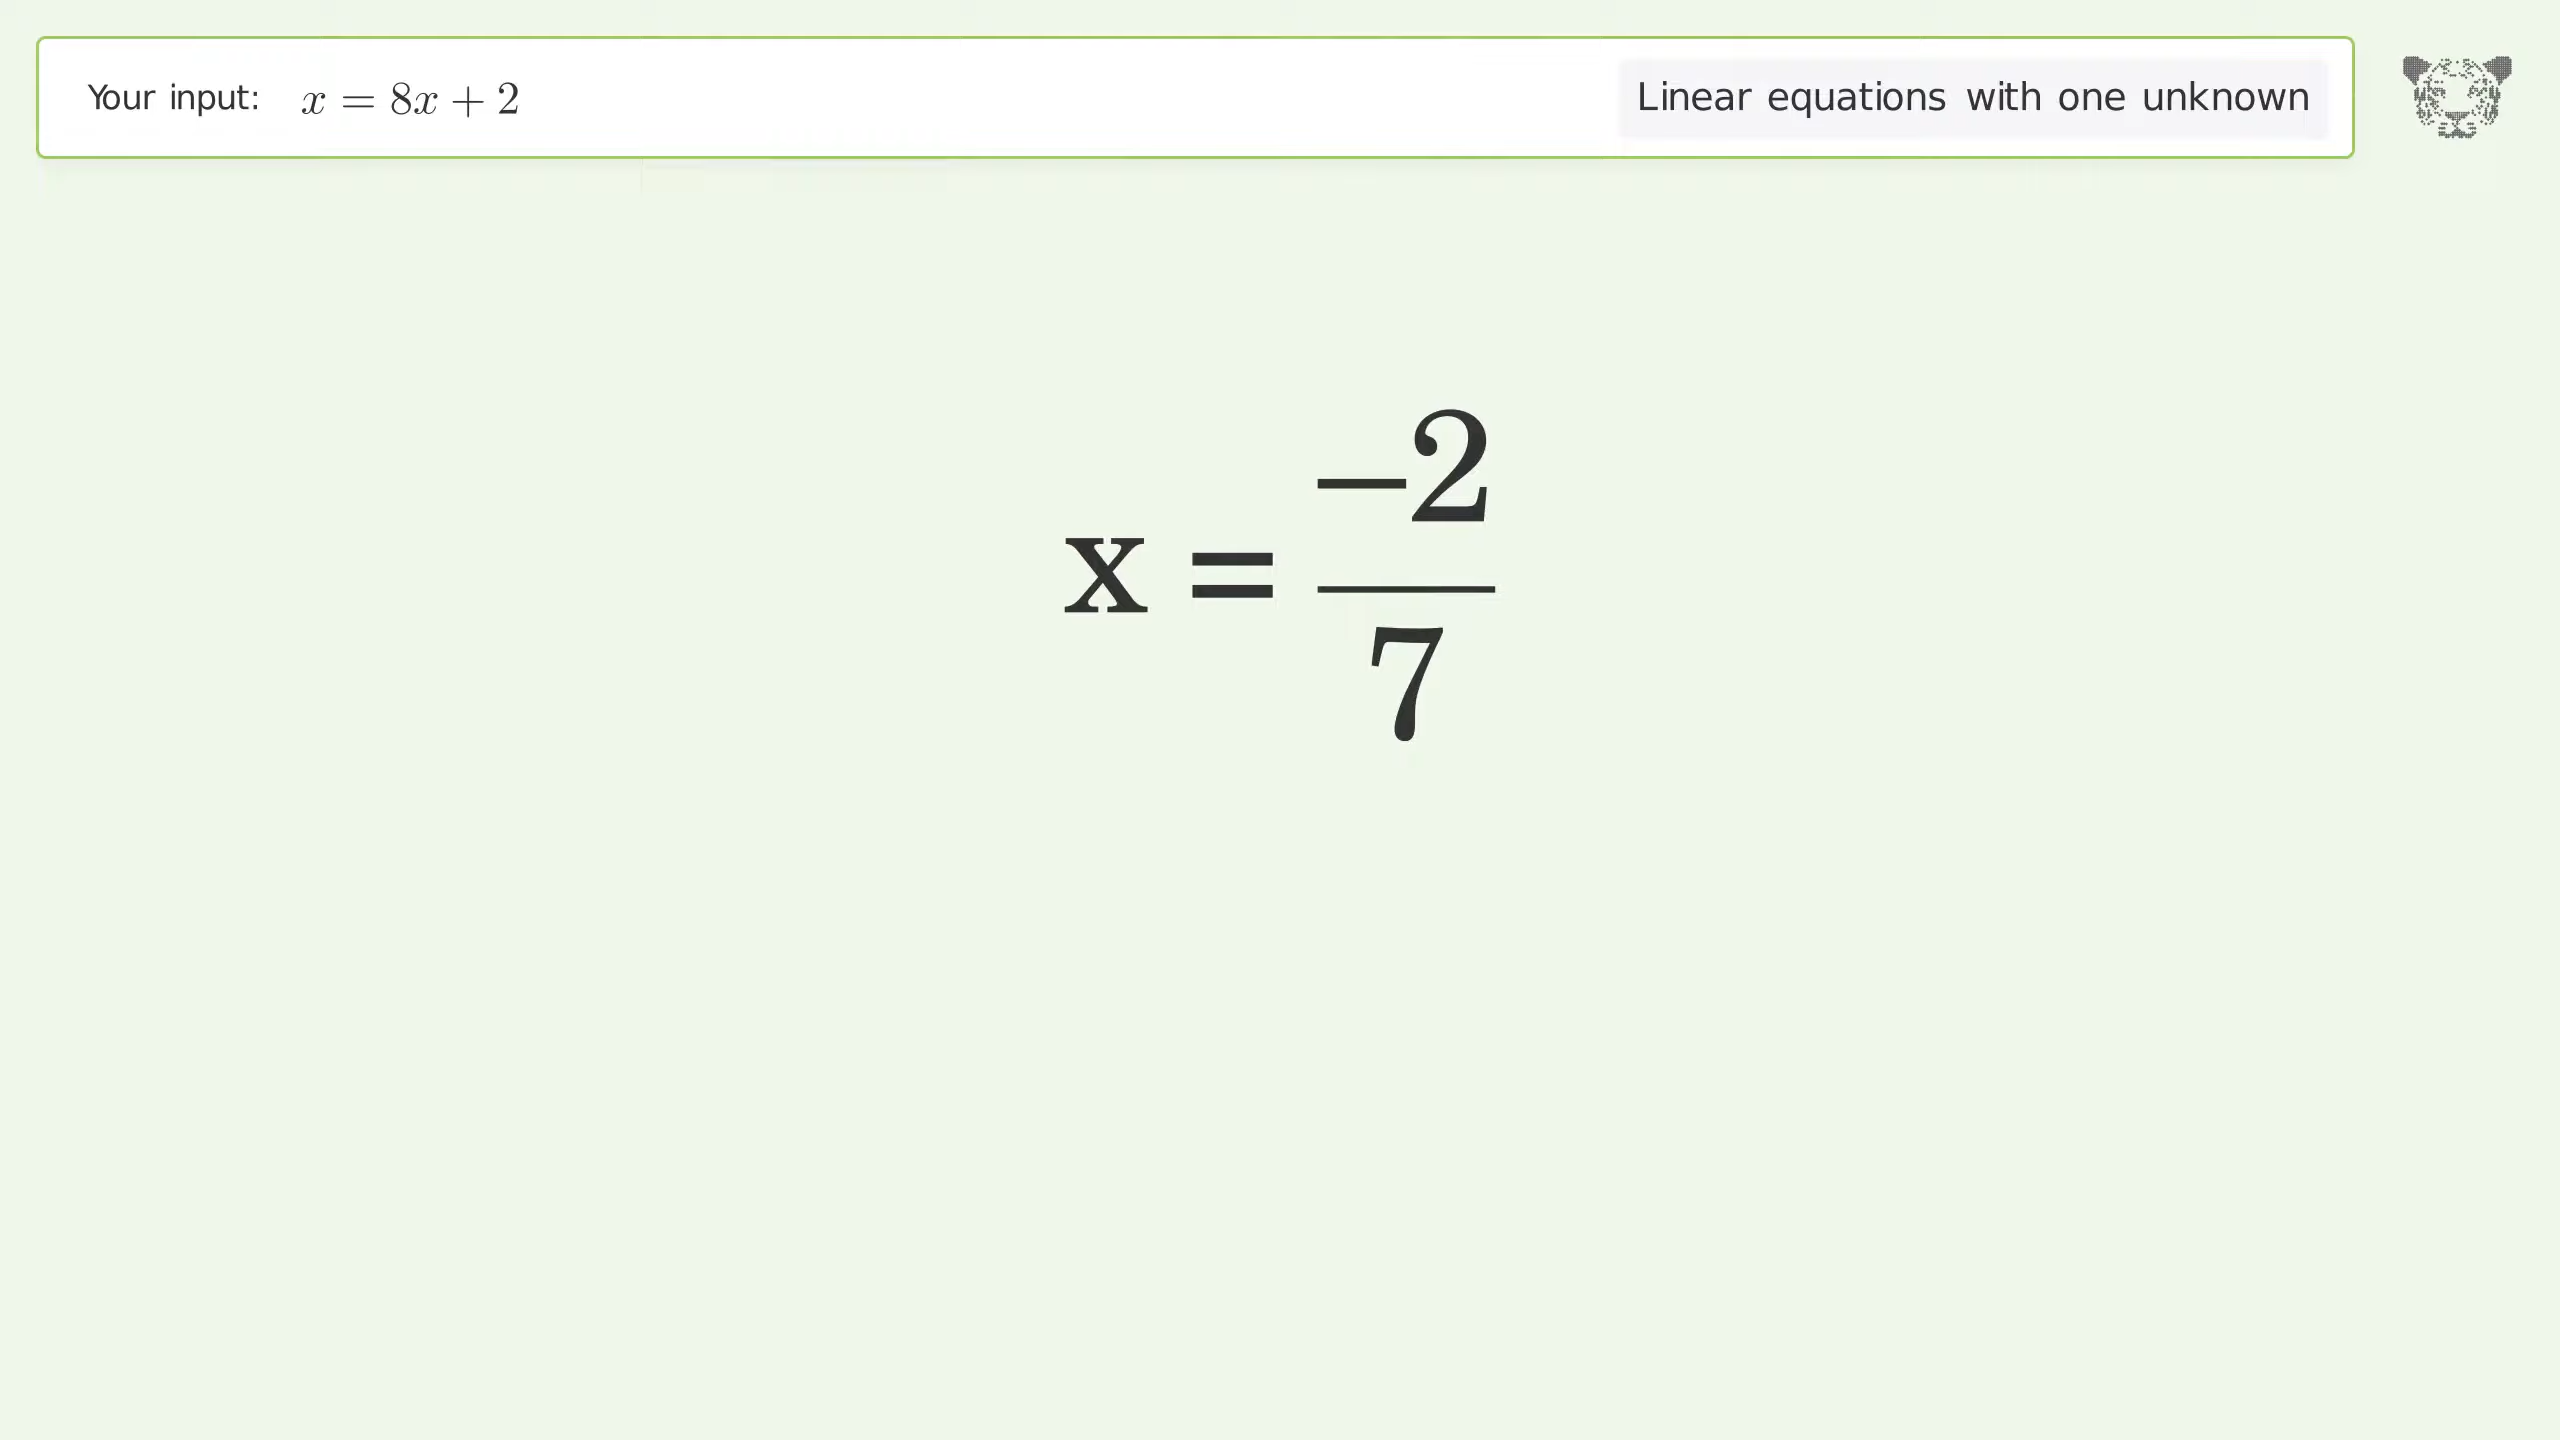 Your input: x = 8x + 2
Linear equations with one unknown
x = −2/7